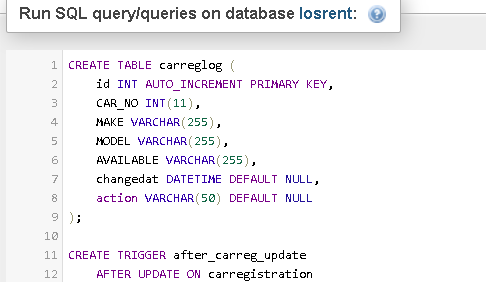 Run SQL query/queries on database losrent:
1 CREATE TABLE carreglog (
2 id INT AUTO_INCREMENT PRIMARY KEY,
3 CAR_NO INT(11),
4 MAKE VARCHAR(255),
5 MODEL VARCHAR(255),
6 AVAILABLE VARCHAR(255),
7 changedat DATETIME DEFAULT NULL,
8 action VARCHAR(50) DEFAULT NULL
9 );
10
11 CREATE TRIGGER after_carreg_update
12 AFTER UPDATE ON carregistration